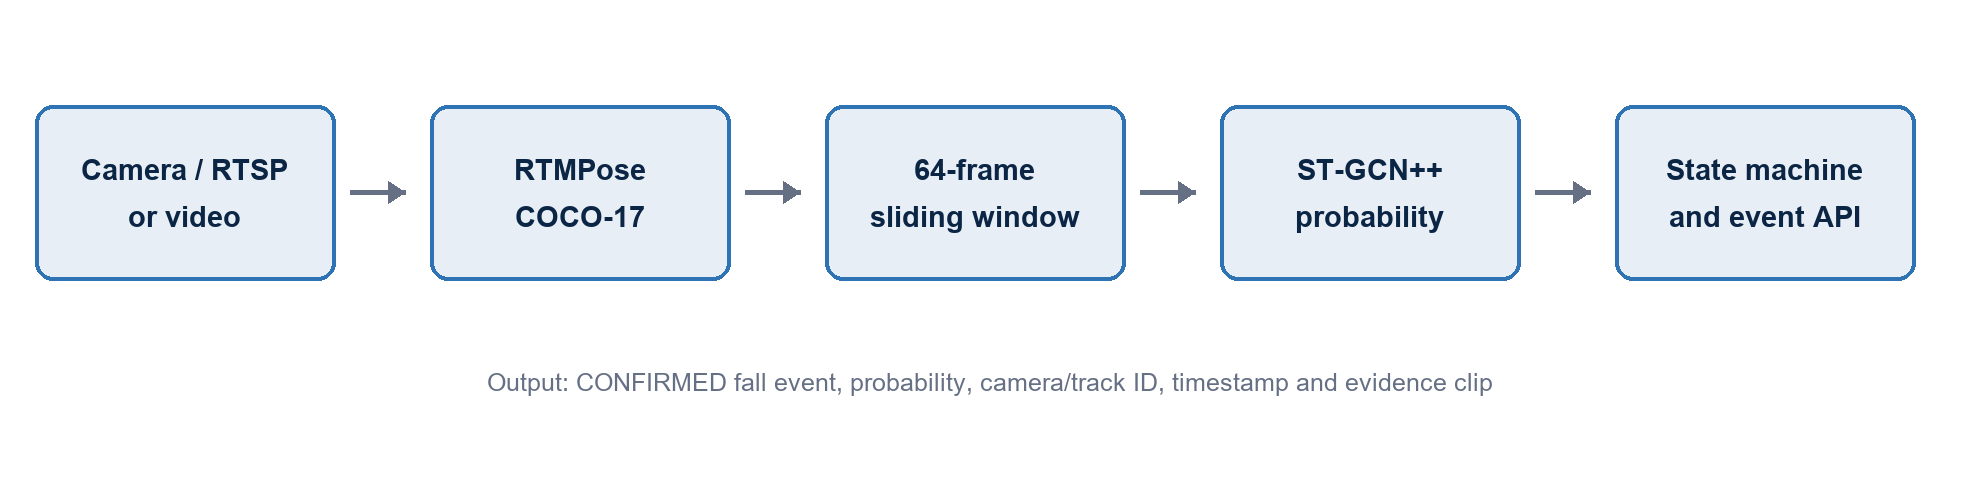 Camera / RTSP
or video
RTMPose
COCO-17
64-frame
sliding window
ST-GCN++
probability
State machine
and event API
Output: CONFIRMED fall event, probability, camera/track ID, timestamp and evidence clip